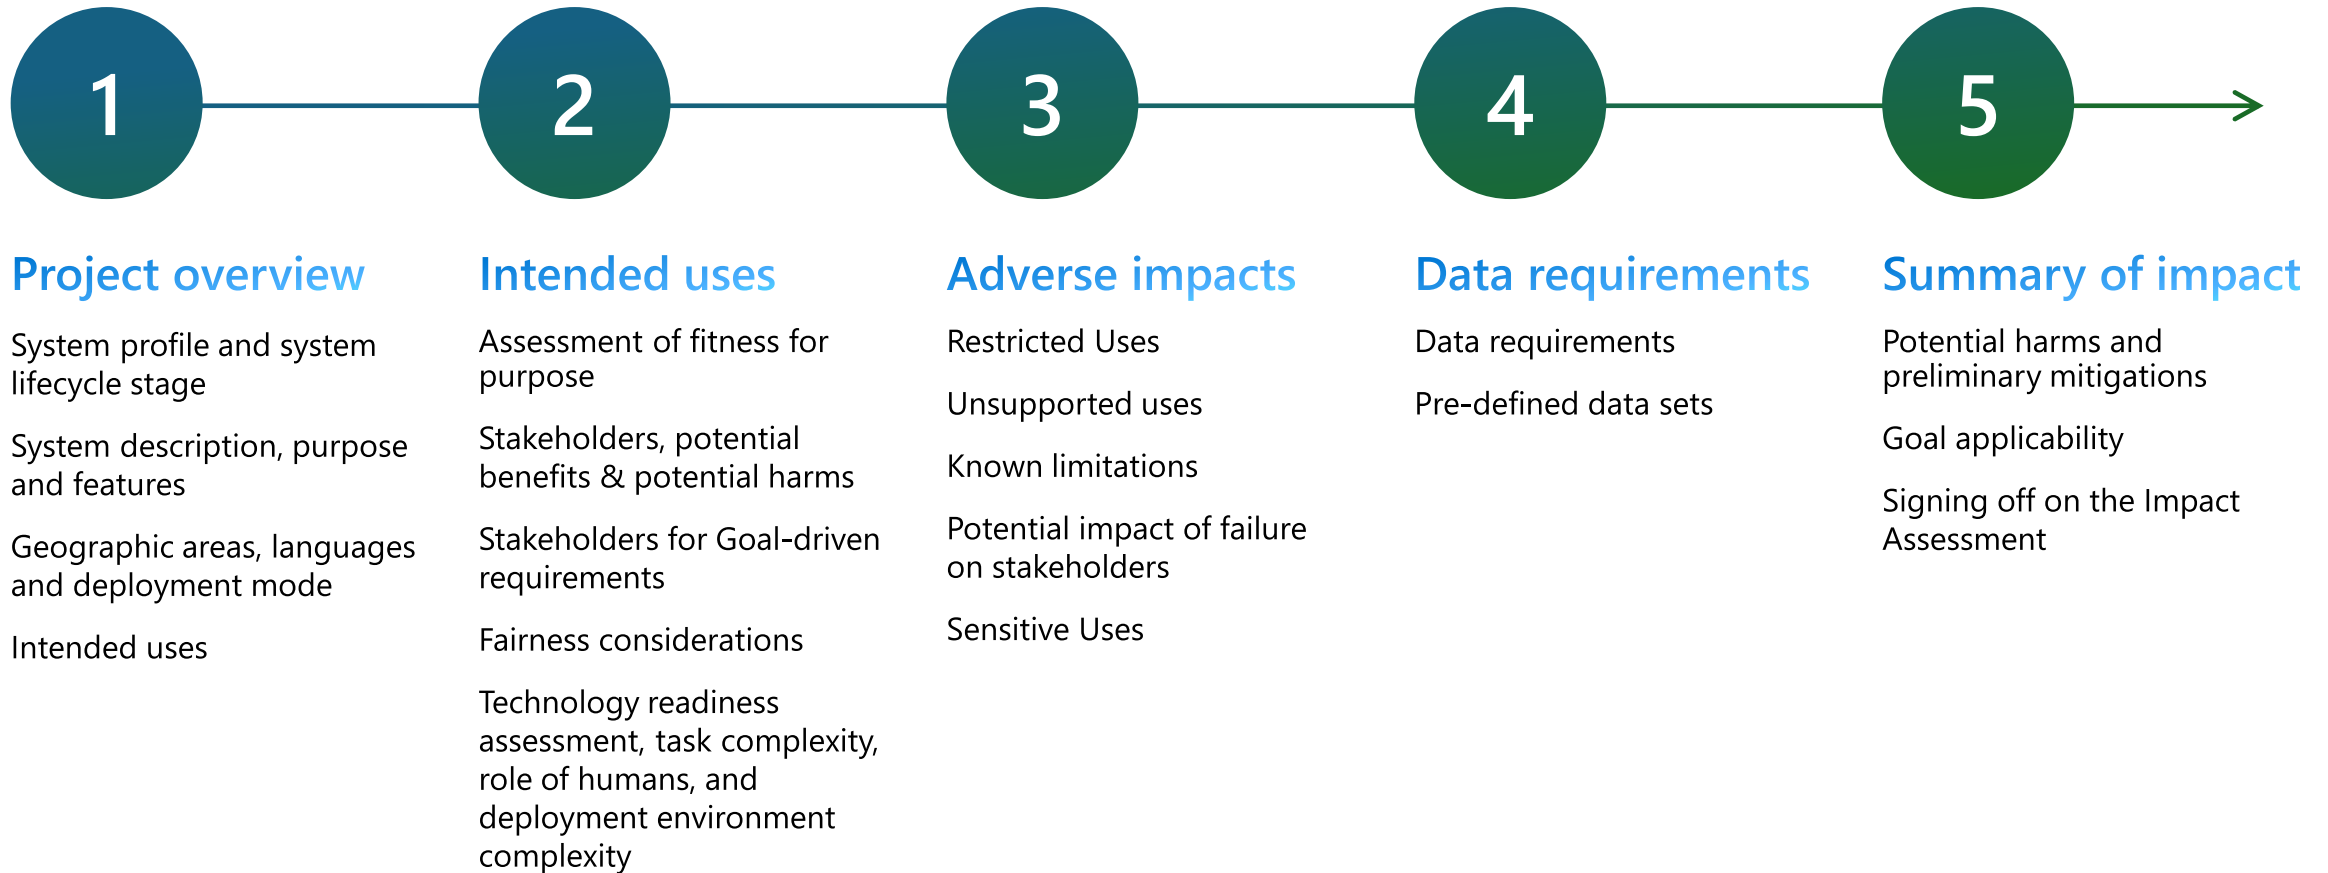 1
Project overview
System profile and system
lifecycle stage
System description, purpose
and features
Geographic areas, languages
and deployment mode
Intended uses
2
Intended uses
Assessment of fitness for
purpose
Stakeholders, potential
benefits & potential harms
Stakeholders for Goal-driven
requirements
Fairness considerations
Technology readiness
assessment, task complexity,
role of humans, and
deployment environment
complexity
3
Adverse impacts
Restricted Uses
Unsupported uses
Known limitations
Potential impact of failure
on stakeholders
Sensitive Uses
4
Data requirements
Data requirements
Pre-defined data sets
5
Summary of impact
Potential harms and
preliminary mitigations
Goal applicability
Signing off on the Impact
Assessment